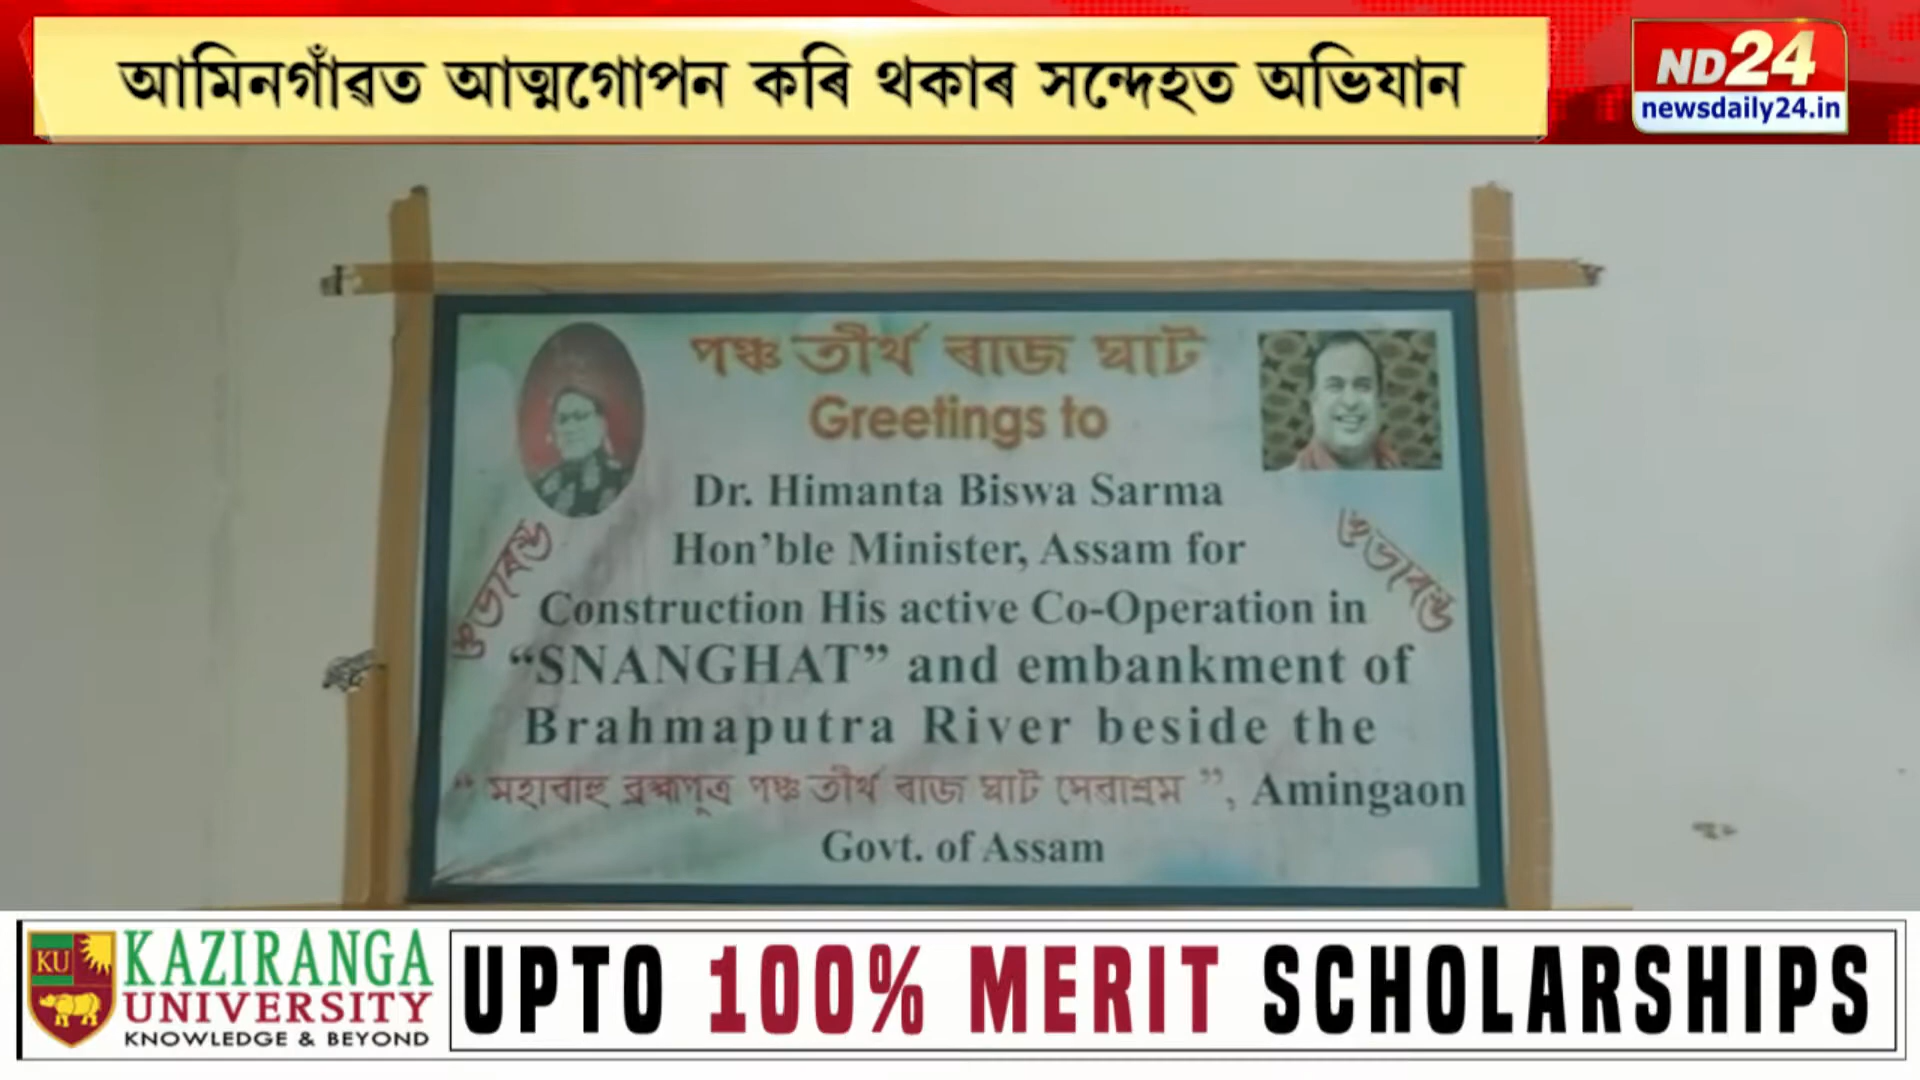 আমিনগাঁৱত আত্মগোপন কৰি থকাৰ সন্দেহত অভিযান
ND24
newsdaily24.in
পঞ্চ তীৰ্থ ৰাজ ঘাট
Greetings to
Dr. Himanta Biswa Sarma
Hon’ble Minister, Assam for
Construction His active Co-Operation in
“SNANGHAT” and embankment of
Brahmaputra River beside the
“ মহাবাহু ব্ৰহ্মপুত্ৰ পঞ্চ তীৰ্থ ৰাজ ঘাট সেৱাশ্ৰম ”, Amingaon
Govt. of Assam
KU
KAZIRANGA
UNIVERSITY
KNOWLEDGE & BEYOND
UPTO 100% MERIT SCHOLARSHIPS